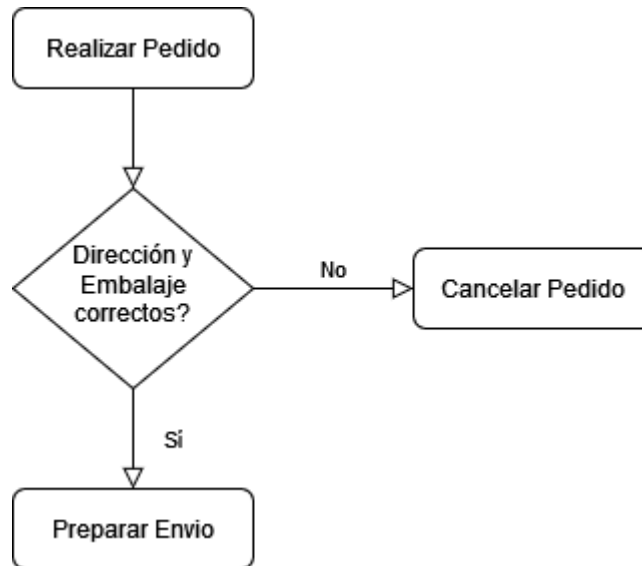 Realizar Pedido
Dirección y
Embalaje
correctos?
No
Cancelar Pedido
Sí
Preparar Envio